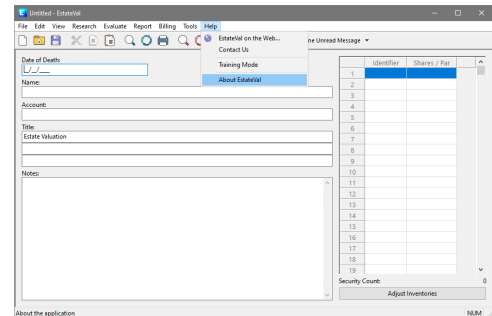 Untitled - EstateVal
File Edit View Research Evaluate Report Billing Tools Help
EstateVal on the Web...
Contact Us
Training Mode
About EstateVal
ne Unread Message
Date of Death:
_/_/___
Name:
Account:
Title:
Estate Valuation
Notes:
Identifier Shares / Par
1
2
3
4
5
6
7
8
9
10
11
12
13
14
15
16
17
18
19
Security Count: 0
Adjust Inventories
About the application NUM